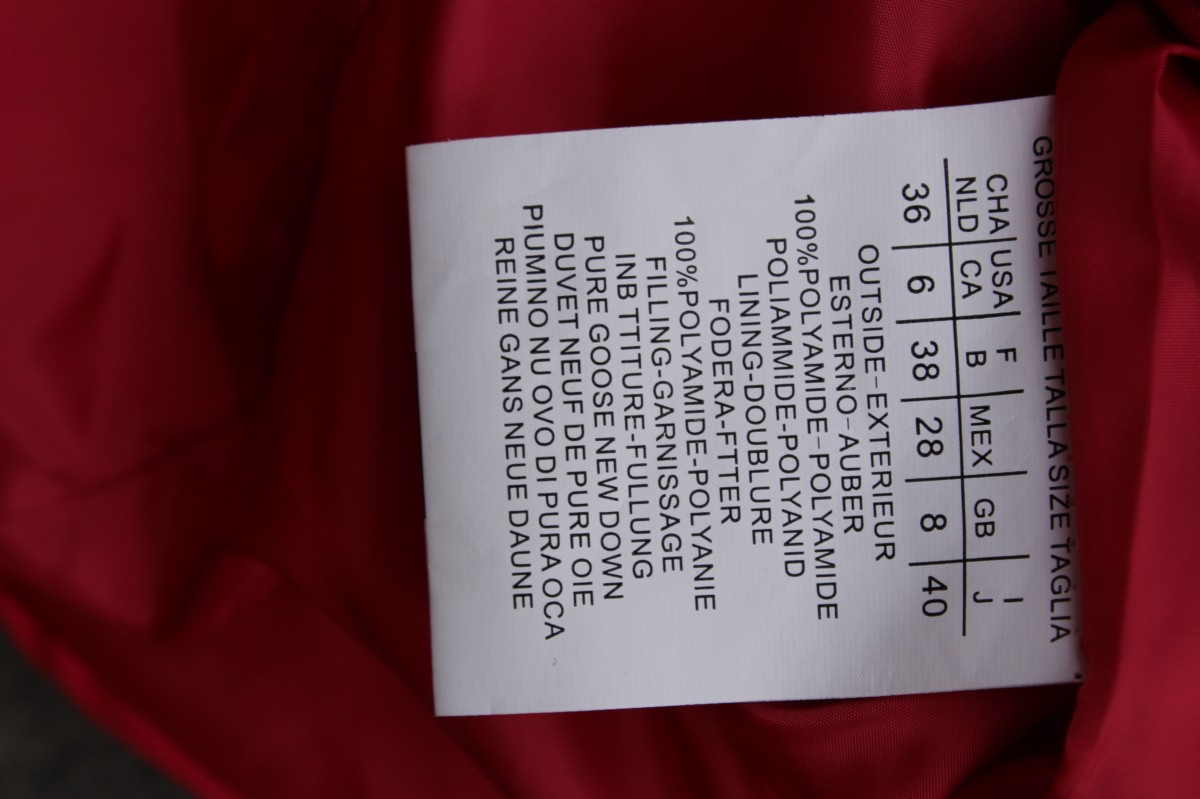 GROSSE TAILLE TALLA SIZE TAGLIA
CHA USA F MEX GB I
NLD CA B J
36 6 38 28 8 40
OUTSIDE-EXTERIEUR
ESTERNO-AUBER
100%POLYAMIDE-POLYAMIDE
POLIAMMIDE-POLYANID
LINING-DOUBLURE
FODERA-FTTER
100%POLYAMIDE-POLYANIE
FILLING-GARNISSAGE
INB TTITURE-FULLUNG
PURE GOOSE NEW DOWN
DUVET NEUF DE PURE OIE
PIUMINO NU OVO DI PURA OCA
REINE GANS NEUE DAUNE